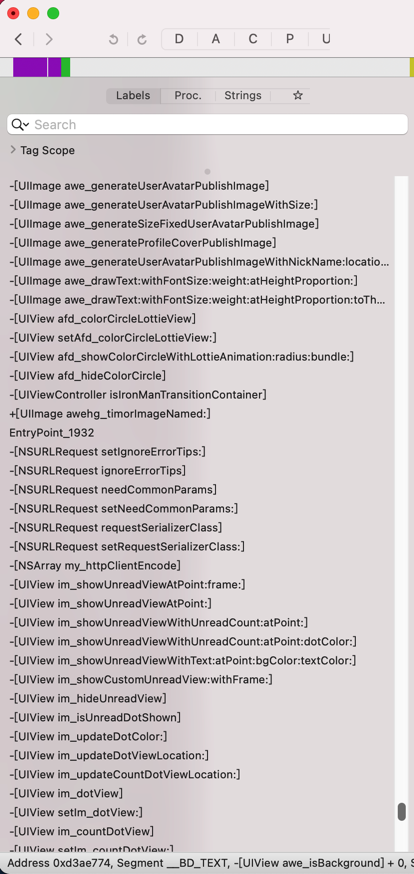 D A C P U
Labels Proc. Strings ☆
Search
Tag Scope
-[UIImage awe_generateUserAvatarPublishImage]
-[UIImage awe_generateUserAvatarPublishImageWithSize:]
-[UIImage awe_generateSizeFixedUserAvatarPublishImage]
-[UIImage awe_generateProfileCoverPublishImage]
-[UIImage awe_generateUserAvatarPublishImageWithNickName:locatio...
-[UIImage awe_drawText:withFontSize:weight:atHeightProportion:]
-[UIImage awe_drawText:withFontSize:weight:atHeightProportion:toTh...
-[UIView afd_colorCircleLottieView]
-[UIView setAfd_colorCircleLottieView:]
-[UIView afd_showColorCircleWithLottieAnimation:radius:bundle:]
-[UIView afd_hideColorCircle]
-[UIViewController isIronManTransitionContainer]
+[UIImage awehg_timorImageNamed:]
EntryPoint_1932
-[NSURLRequest setIgnoreErrorTips:]
-[NSURLRequest ignoreErrorTips]
-[NSURLRequest needCommonParams]
-[NSURLRequest setNeedCommonParams:]
-[NSURLRequest requestSerializerClass]
-[NSURLRequest setRequestSerializerClass:]
-[NSArray my_httpClientEncode]
-[UIView im_showUnreadViewAtPoint:frame:]
-[UIView im_showUnreadViewAtPoint:]
-[UIView im_showUnreadViewWithUnreadCount:atPoint:]
-[UIView im_showUnreadViewWithUnreadCount:atPoint:dotColor:]
-[UIView im_showUnreadViewWithText:atPoint:bgColor:textColor:]
-[UIView im_showCustomUnreadView:withFrame:]
-[UIView im_hideUnreadView]
-[UIView im_isUnreadDotShown]
-[UIView im_updateDotColor:]
-[UIView im_updateDotViewLocation:]
-[UIView im_updateCountDotViewLocation:]
-[UIView im_dotView]
-[UIView setIm_dotView:]
-[UIView im_countDotView]
-[UIView setIm_countDotView:]
Address 0xd3ae774, Segment __BD_TEXT, -[UIView awe_isBackground] + 0, S